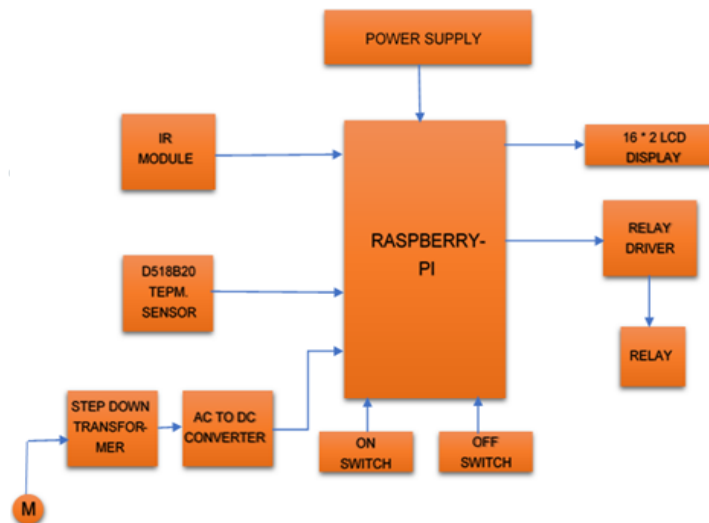 POWER SUPPLY
IR
MODULE
16 * 2 LCD
DISPLAY
RASPBERRY-
PI
RELAY
DRIVER
D518B20
TEPM.
SENSOR
RELAY
STEP DOWN
TRANSFOR-
MER
AC TO DC
CONVERTER
ON
SWITCH
OFF
SWITCH
M